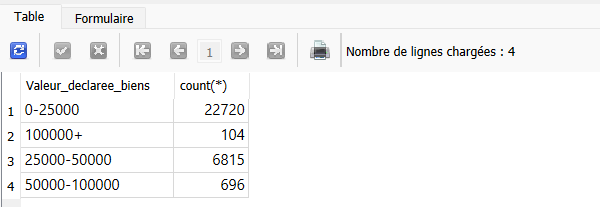 Table Formulaire
1 Nombre de lignes chargées : 4
Valeur_declaree_biens count(*)
1 0-25000 22720
2 100000+ 104
3 25000-50000 6815
4 50000-100000 696